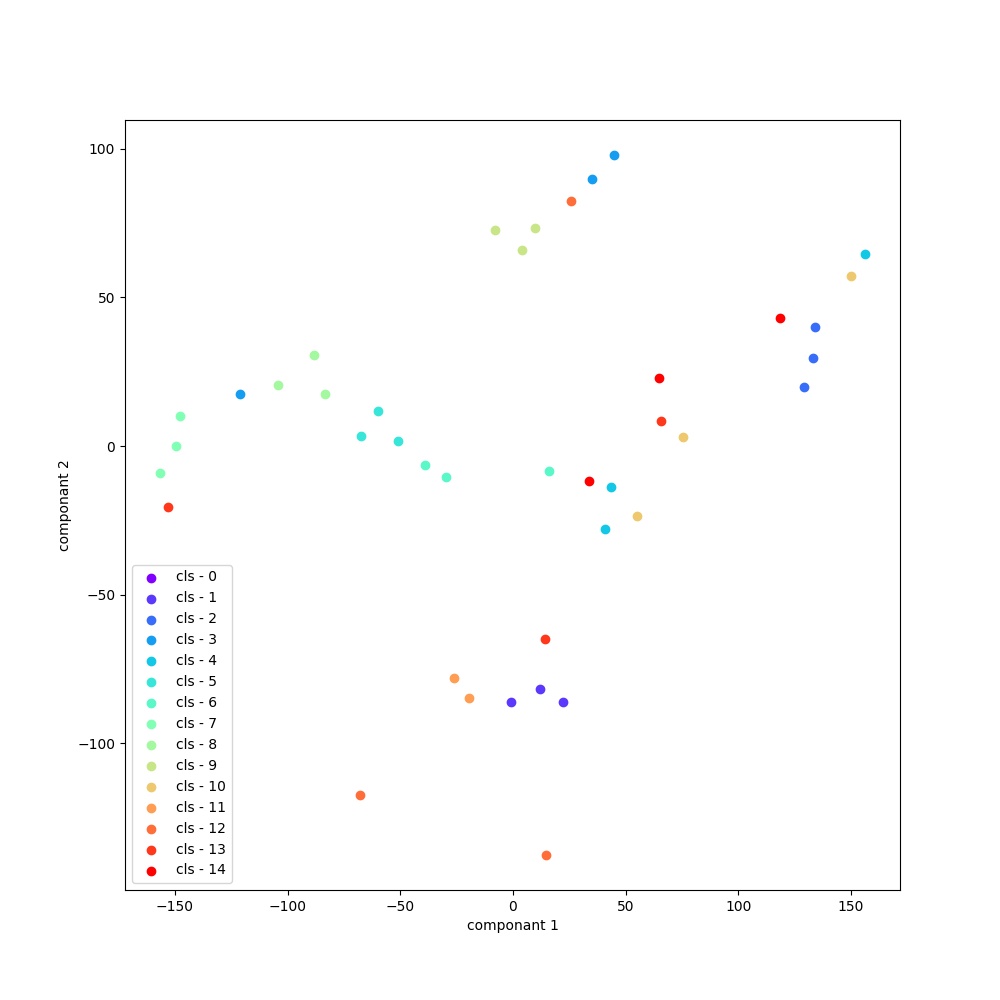 100
50
0
−50
−100
componant 2
cls - 0
cls - 1
cls - 2
cls - 3
cls - 4
cls - 5
cls - 6
cls - 7
cls - 8
cls - 9
cls - 10
cls - 11
cls - 12
cls - 13
cls - 14
−150 −100 −50 0 50 100 150
componant 1